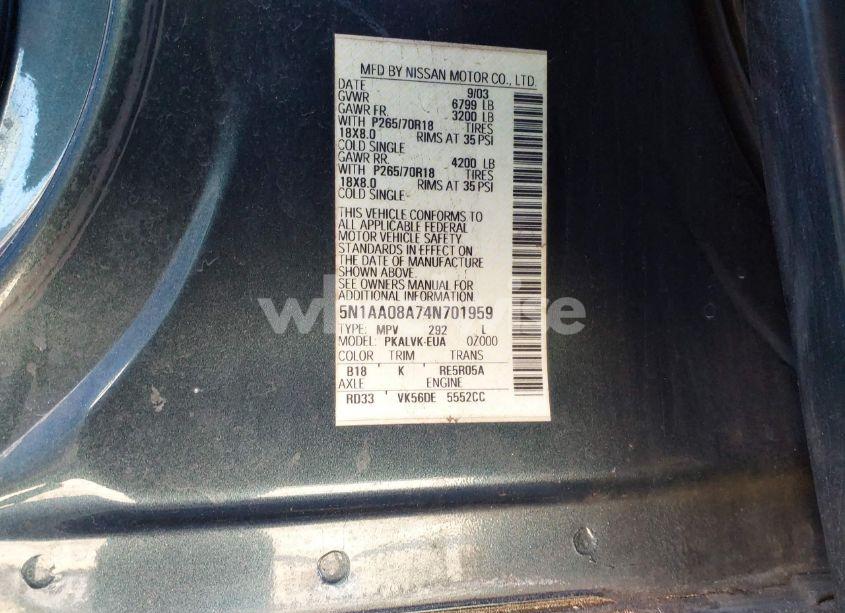 MFD BY NISSAN MOTOR CO., LTD.
DATE 9/03
GVWR 6799 LB
GAWR FR. 3200 LB
WITH P265/70R18 TIRES
18X8.0 RIMS AT 35 PSI
COLD SINGLE
GAWR RR. 4200 LB
WITH P265/70R18 TIRES
18X8.0 RIMS AT 35 PSI
COLD SINGLE
THIS VEHICLE CONFORMS TO
ALL APPLICABLE FEDERAL
MOTOR VEHICLE SAFETY
STANDARDS IN EFFECT ON
THE DATE OF MANUFACTURE
SHOWN ABOVE.
SEE OWNERS MANUAL FOR
ADDITIONAL INFORMATION.
5N1AA08A74N701959
TYPE: MPV 292 L
MODEL: PKALVK-EUA 0Z000
COLOR TRIM TRANS
B18 K RE5R05A
AXLE ENGINE
RD33 VK56DE 5552CC